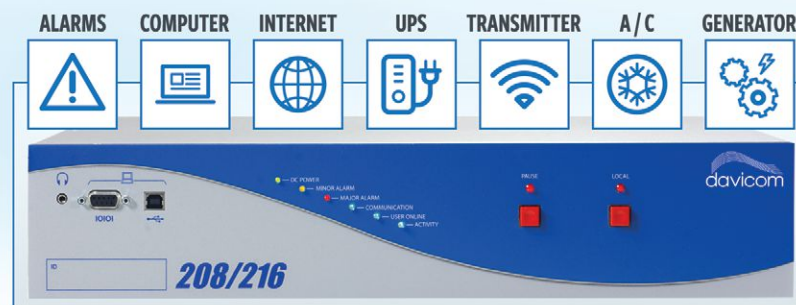 ALARMS COMPUTER INTERNET UPS TRANSMITTER A/C GENERATOR
DC POWER
MINOR ALARM
MAJOR ALARM
COMMUNICATION
USER ONLINE
ACTIVITY
PAUSE
LOCAL
davicom
IOIOI
ID
208/216